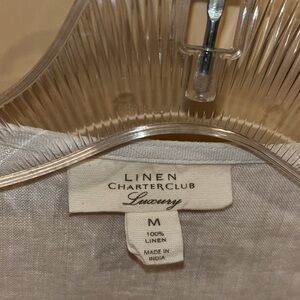 LINEN
CHARTER CLUB
Luxury
M
100%
LINEN
MADE IN
INDIA